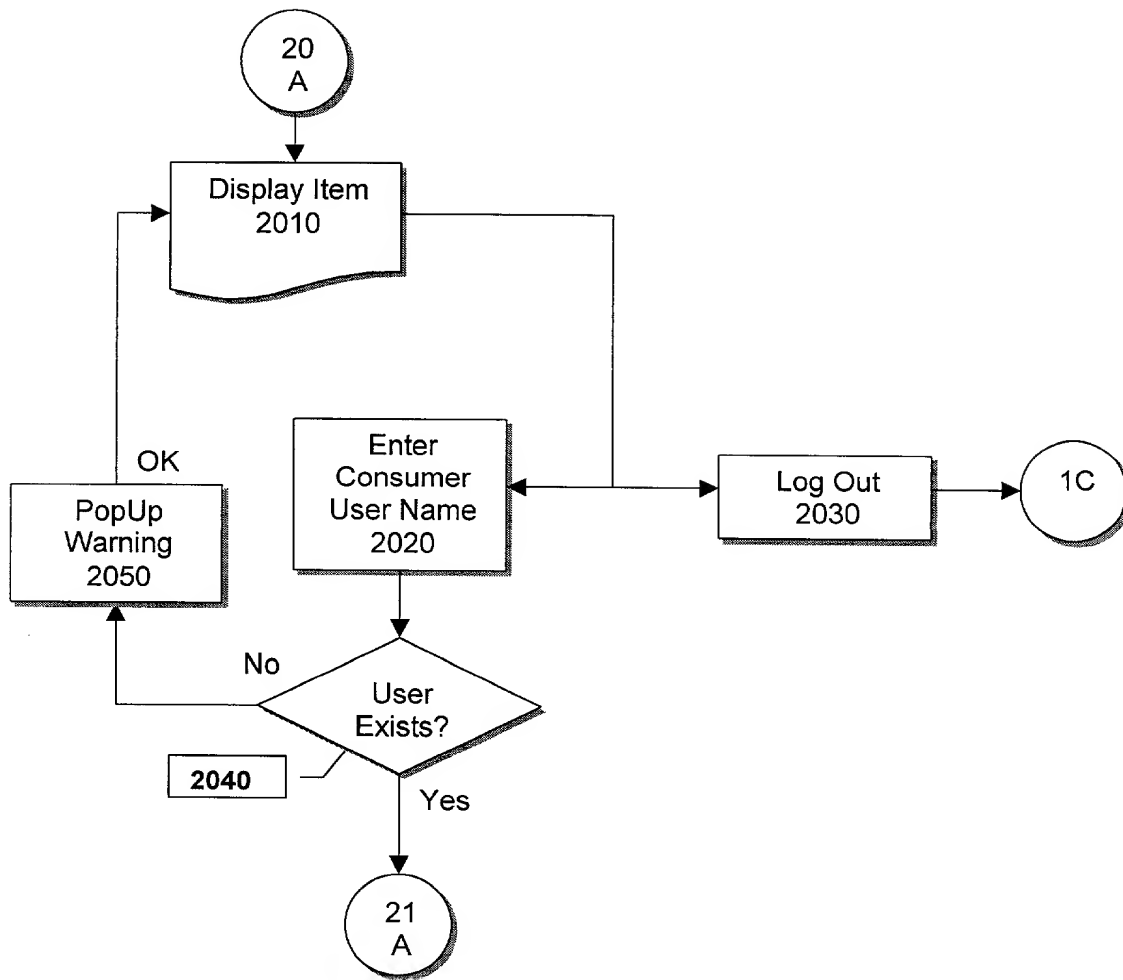 20
A
Display Item
2010
OK
PopUp
Warning
2050
Enter
Consumer
User Name
2020
Log Out
2030
1C
No
User
Exists?
2040
Yes
21
A